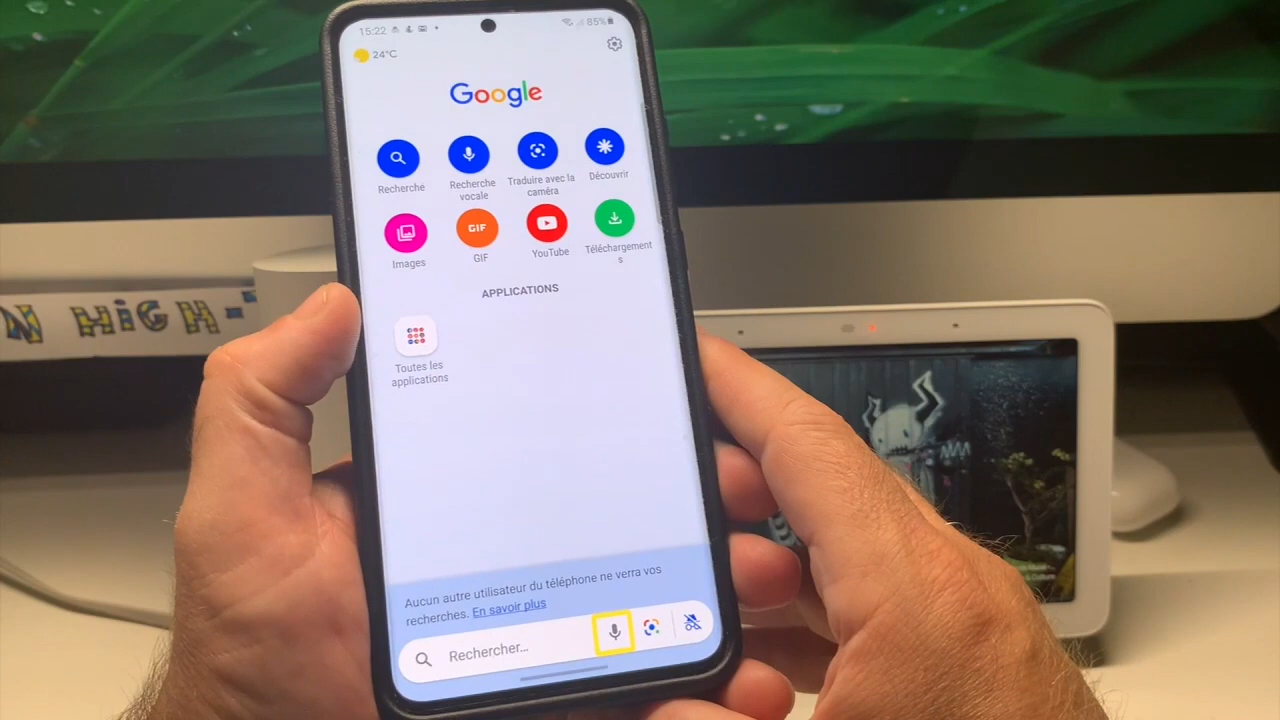 15:22
85%
24°C
Google
Recherche
Recherche
vocale
Traduire avec la
caméra
Découvrir
GIF
Images
GIF
YouTube
Téléchargement
s
APPLICATIONS
Toutes les
applications
N HIGH-
Aucun autre utilisateur du téléphone ne verra vos
recherches. En savoir plus
Rechercher...